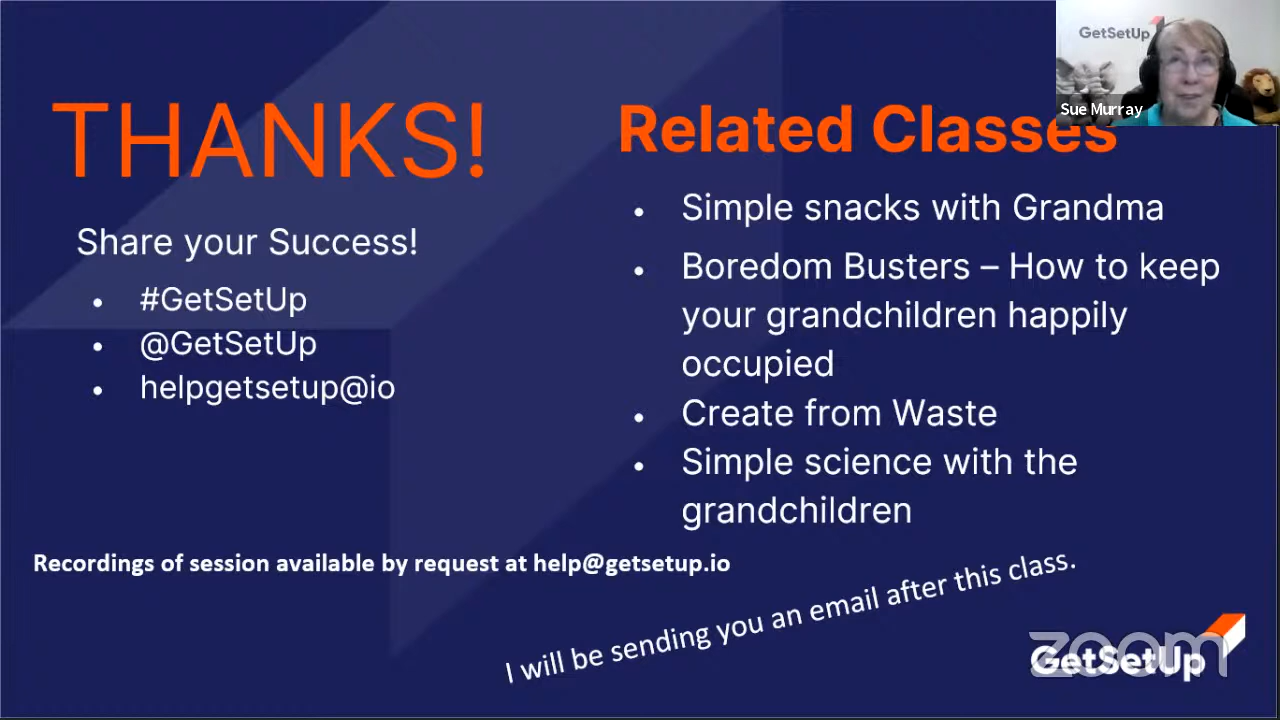 GetSetUp
Sue Murray
THANKS!
Share your Success!
• #GetSetUp
• @GetSetUp
• helpgetsetup@io
Related Classes
• Simple snacks with Grandma
• Boredom Busters – How to keep
your grandchildren happily
occupied
• Create from Waste
• Simple science with the
grandchildren
Recordings of session available by request at help@getsetup.io
I will be sending you an email after this class.
zoom
GetSetUp